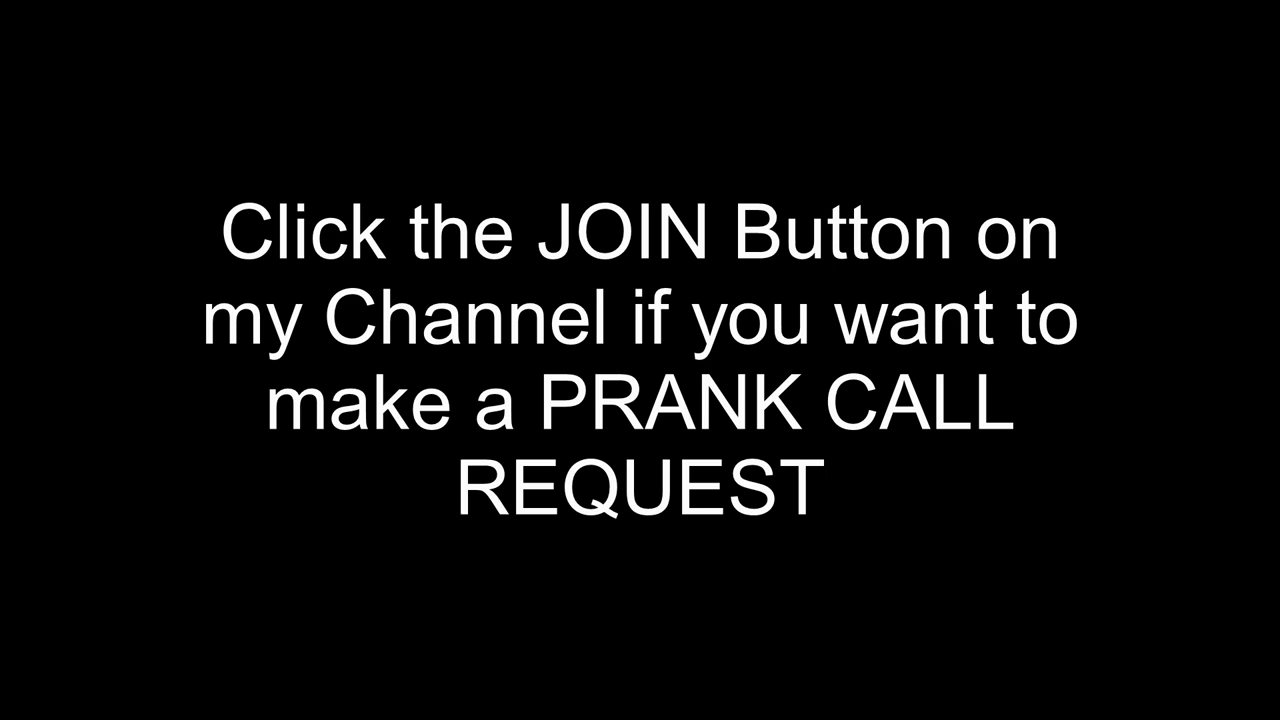 Click the JOIN Button on
my Channel if you want to
make a PRANK CALL
REQUEST